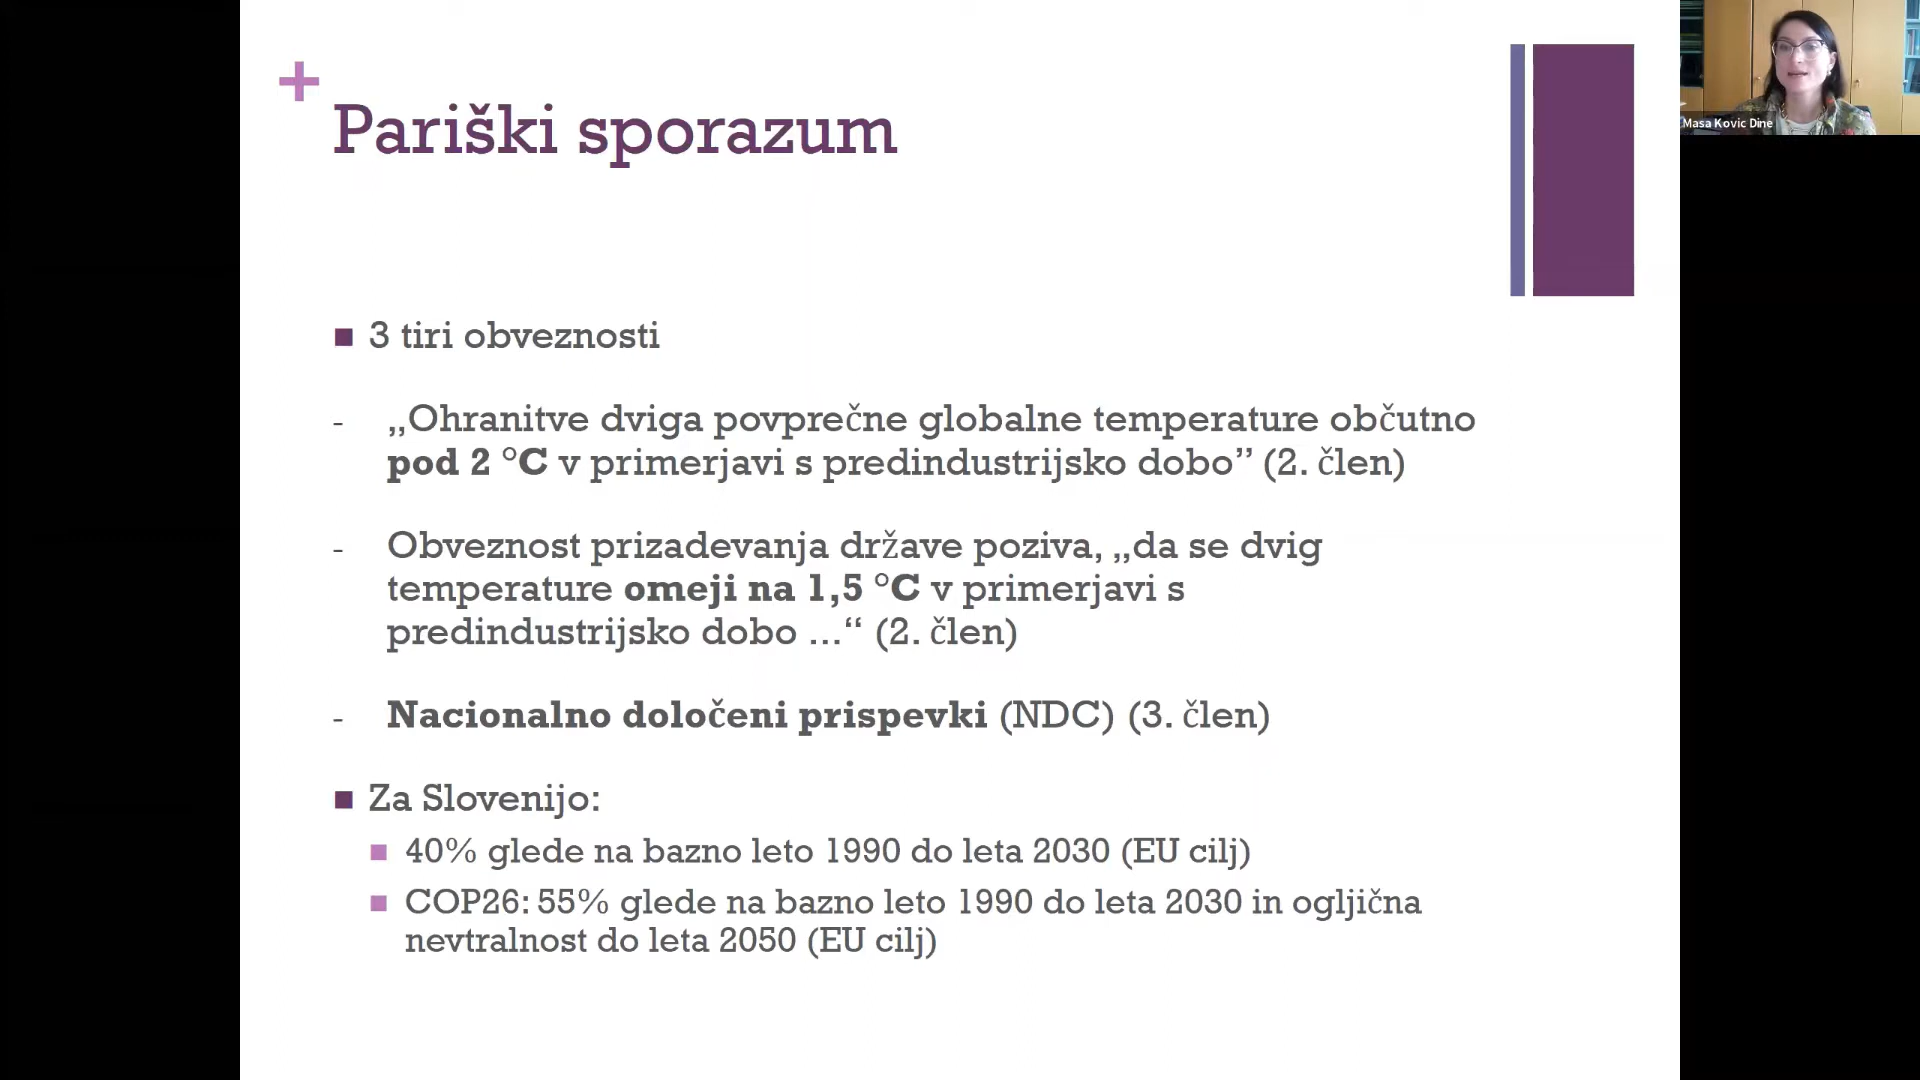 +
Pariški sporazum
Masa Kovic Dine
3 tiri obveznosti
- „Ohranitve dviga povprečne globalne temperature občutno
pod 2 °C v primerjavi s predindustrijsko dobo” (2. člen)
- Obveznost prizadevanja države poziva, „da se dvig
temperature omeji na 1,5 °C v primerjavi s
predindustrijsko dobo …“ (2. člen)
- Nacionalno določeni prispevki (NDC) (3. člen)
Za Slovenijo:
40% glede na bazno leto 1990 do leta 2030 (EU cilj)
COP26: 55% glede na bazno leto 1990 do leta 2030 in ogljična
nevtralnost do leta 2050 (EU cilj)